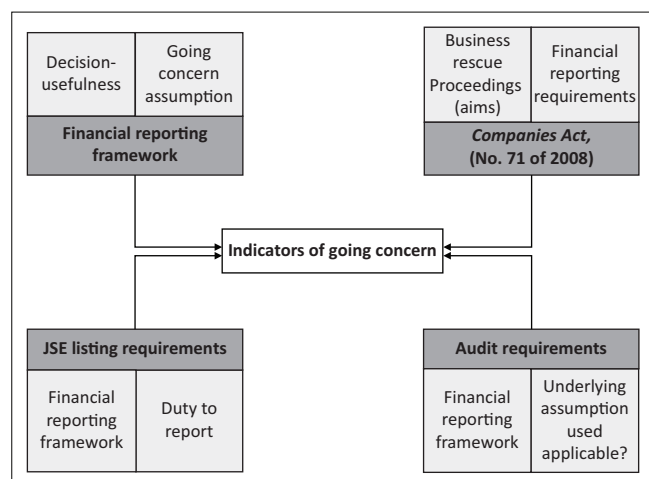 Decision-
usefulness
Going
concern
assumption
Financial reporting
framework
Business
rescue
Proceedings
(aims)
Financial
reporting
requirements
Companies Act,
(No. 71 of 2008)
Indicators of going concern
JSE listing requirements
Financial
reporting
framework
Duty to
report
Audit requirements
Financial
reporting
framework
Underlying
assumption
used
applicable?